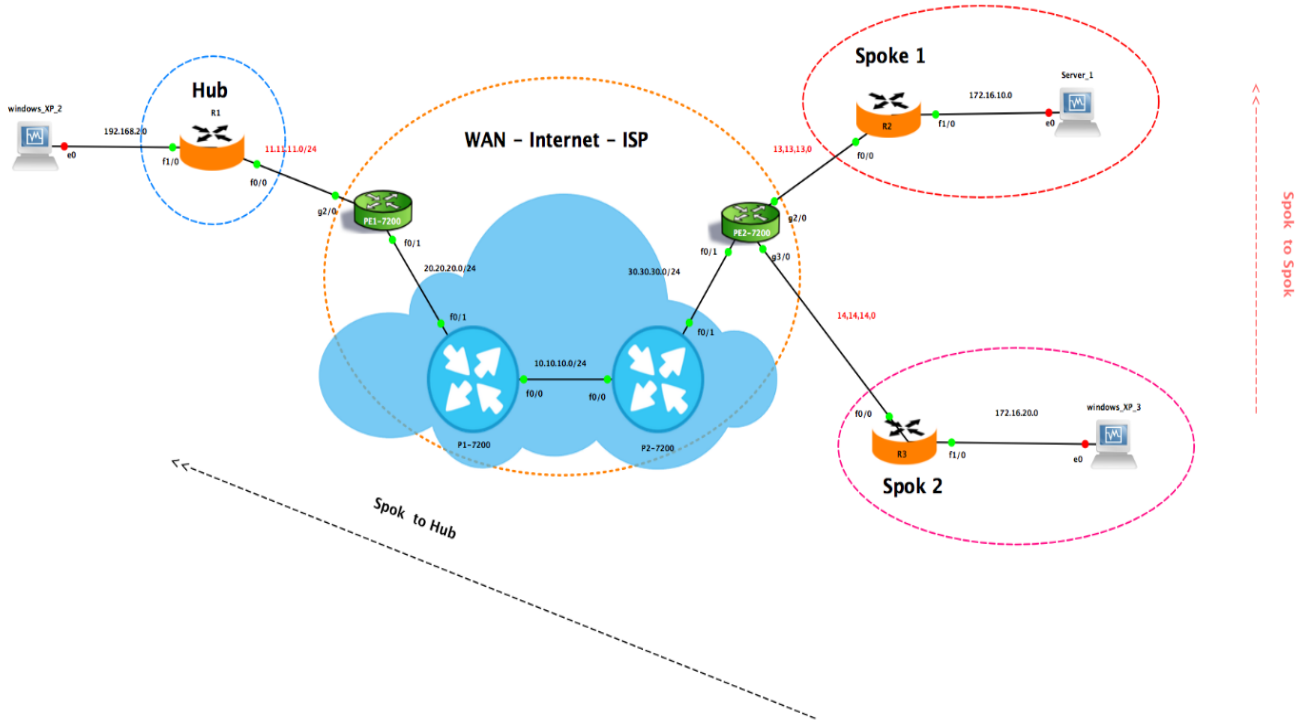 Hub
R1
windows_XP_2
192.168.2.0
e0
f1/0
f0/0
11.11.11.0/24
WAN – Internet – ISP
g2/0
PE1-7200
f0/1
20.20.20.0/24
f0/1
P1-7200
f0/0
10.10.10.0/24
f0/0
P2-7200
f0/1
30.30.30.0/24
f0/1
PE2-7200
g2/0
g3/0
13,13,13,0
14,14,14,0
Spoke 1
R2
f0/0
f1/0
172.16.10.0
e0
Server_1
f0/0
R3
f1/0
172.16.20.0
e0
windows_XP_3
Spok 2
Spok to Hub
Spok to Spok